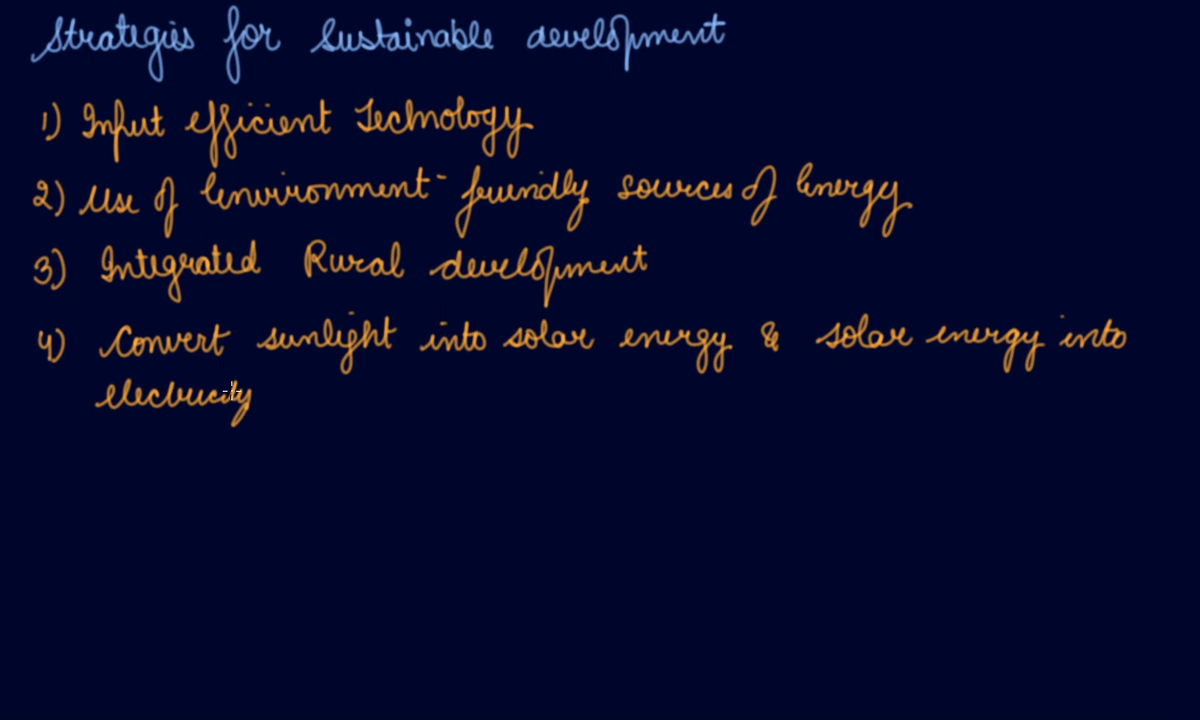 Strategies for Sustainable development
1) Input efficient Technology
2) Use of Environment-friendly sources of Energy
3) Integrated Rural development
4) Convert sunlight into solar energy & solar energy into
electricity